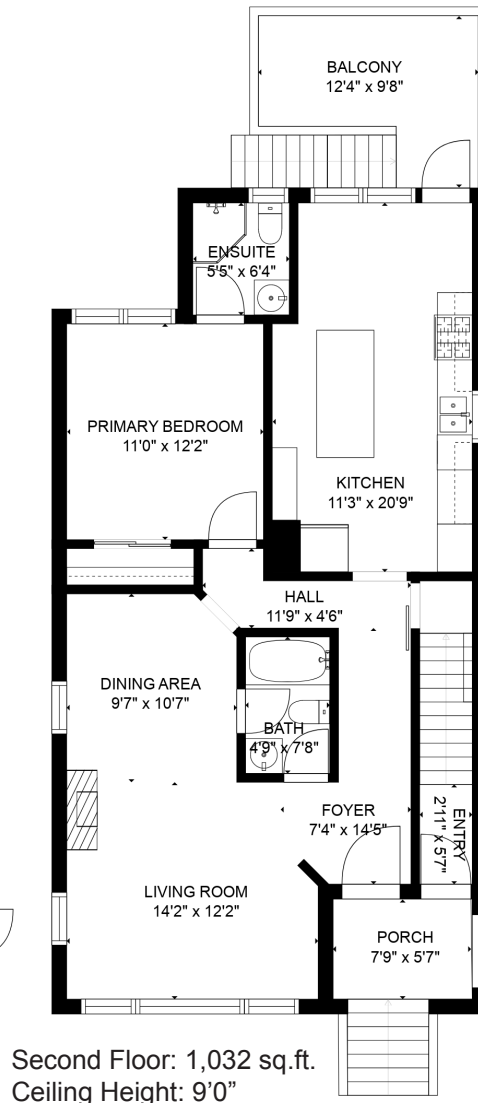 BALCONY
12'4" x 9'8"
ENSUITE
5'5" x 6'4"
PRIMARY BEDROOM
11'0" x 12'2"
KITCHEN
11'3" x 20'9"
HALL
11'9" x 4'6"
DINING AREA
9'7" x 10'7"
BATH
4'9" x 7'8"
FOYER
7'4" x 14'5"
ENTRY
2'11" x 5'7"
LIVING ROOM
14'2" x 12'2"
PORCH
7'9" x 5'7"
Second Floor: 1,032 sq.ft.
Ceiling Height: 9'0”